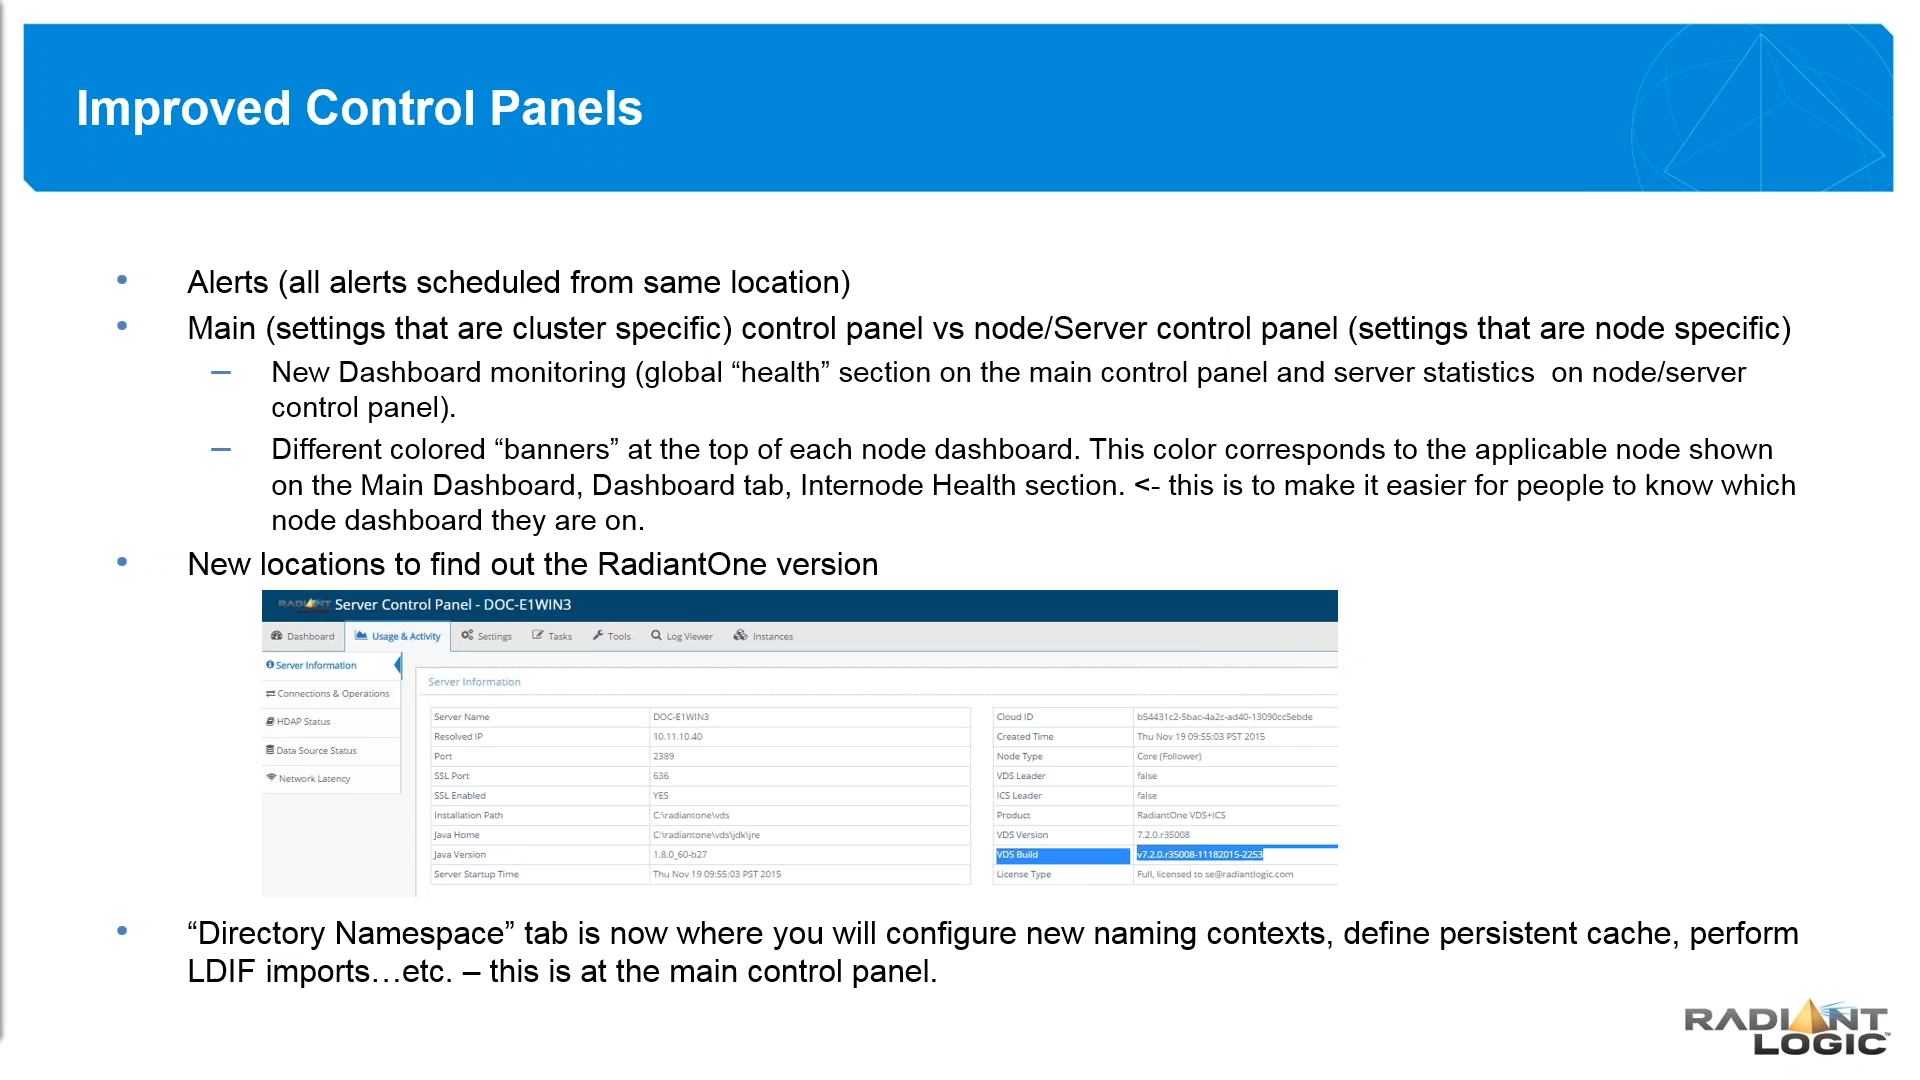 Improved Control Panels
• Alerts (all alerts scheduled from same location)
• Main (settings that are cluster specific) control panel vs node/Server control panel (settings that are node specific)
– New Dashboard monitoring (global “health” section on the main control panel and server statistics on node/server
control panel).
– Different colored “banners” at the top of each node dashboard. This color corresponds to the applicable node shown
on the Main Dashboard, Dashboard tab, Internode Health section. <- this is to make it easier for people to know which
node dashboard they are on.
• New locations to find out the RadiantOne version
RADIANT Server Control Panel - DOC-E1WIN3
Dashboard Usage & Activity Settings Tasks Tools Log Viewer Instances
Server Information
Connections & Operations
HDAP Status
Data Source Status
Network Latency
Server Information
Server Name DOC-E1WIN3
Resolved IP 10.11.10.40
Port 2389
SSL Port 636
SSL Enabled YES
Installation Path C:\radiantone\vds
Java Home C:\radiantone\vds\jdk\jre
Java Version 1.8.0_60-b27
Server Startup Time Thu Nov 19 09:55:03 PST 2015
Cloud ID b54431c2-5bac-4a2c-ad40-13090cc5ebde
Created Time Thu Nov 19 09:55:03 PST 2015
Node Type Core (Follower)
VDS Leader false
ICS Leader false
Product RadiantOne VDS+ICS
VDS Version 7.2.0.r35008
VDS Build v7.2.0.r35008-11182015-2253
License Type Full, licensed to se@radiantlogic.com
• “Directory Namespace” tab is now where you will configure new naming contexts, define persistent cache, perform
LDIF imports…etc. – this is at the main control panel.
RADIANT
LOGIC™